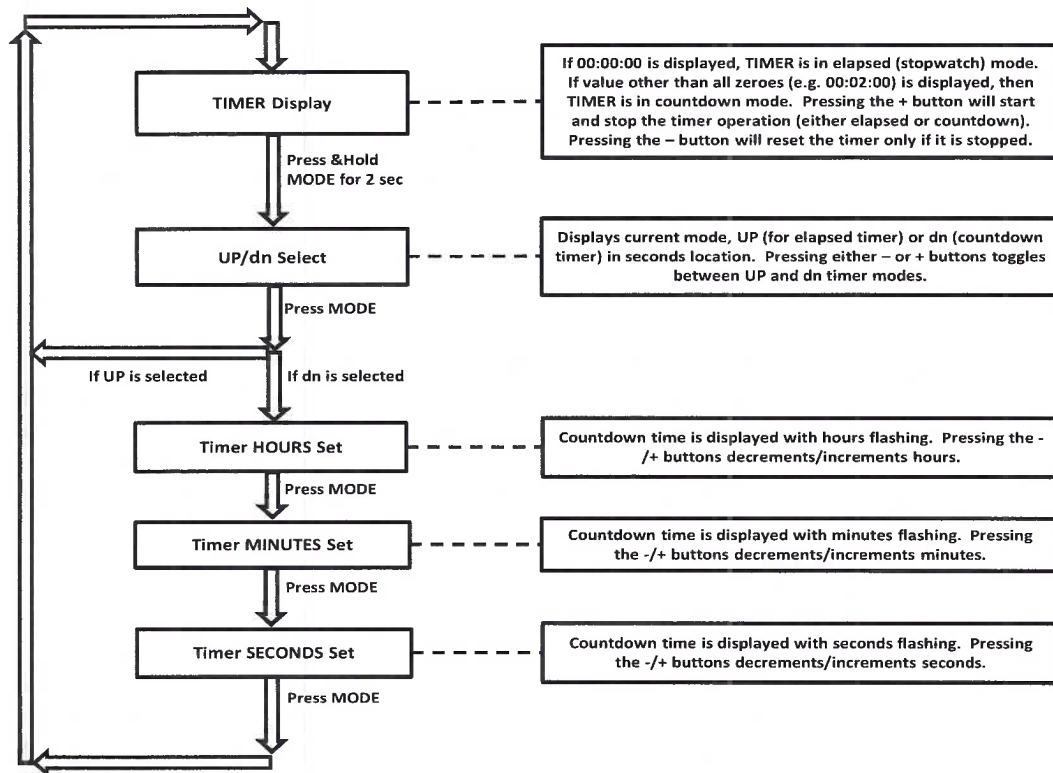 TIMER Display
If 00:00:00 is displayed, TIMER is in elapsed (stopwatch) mode.
If value other than all zeroes (e.g. 00:02:00) is displayed, then
TIMER is in countdown mode. Pressing the + button will start
and stop the timer operation (either elapsed or countdown).
Pressing the – button will reset the timer only if it is stopped.
Press &Hold
MODE for 2 sec
UP/dn Select
Displays current mode, UP (for elapsed timer) or dn (countdown
timer) in seconds location. Pressing either – or + buttons toggles
between UP and dn timer modes.
Press MODE
If UP is selected
If dn is selected
Timer HOURS Set
Countdown time is displayed with hours flashing. Pressing the -
/+ buttons decrements/increments hours.
Press MODE
Timer MINUTES Set
Countdown time is displayed with minutes flashing. Pressing
the -/+ buttons decrements/increments minutes.
Press MODE
Timer SECONDS Set
Countdown time is displayed with seconds flashing. Pressing
the -/+ buttons decrements/increments seconds.
Press MODE